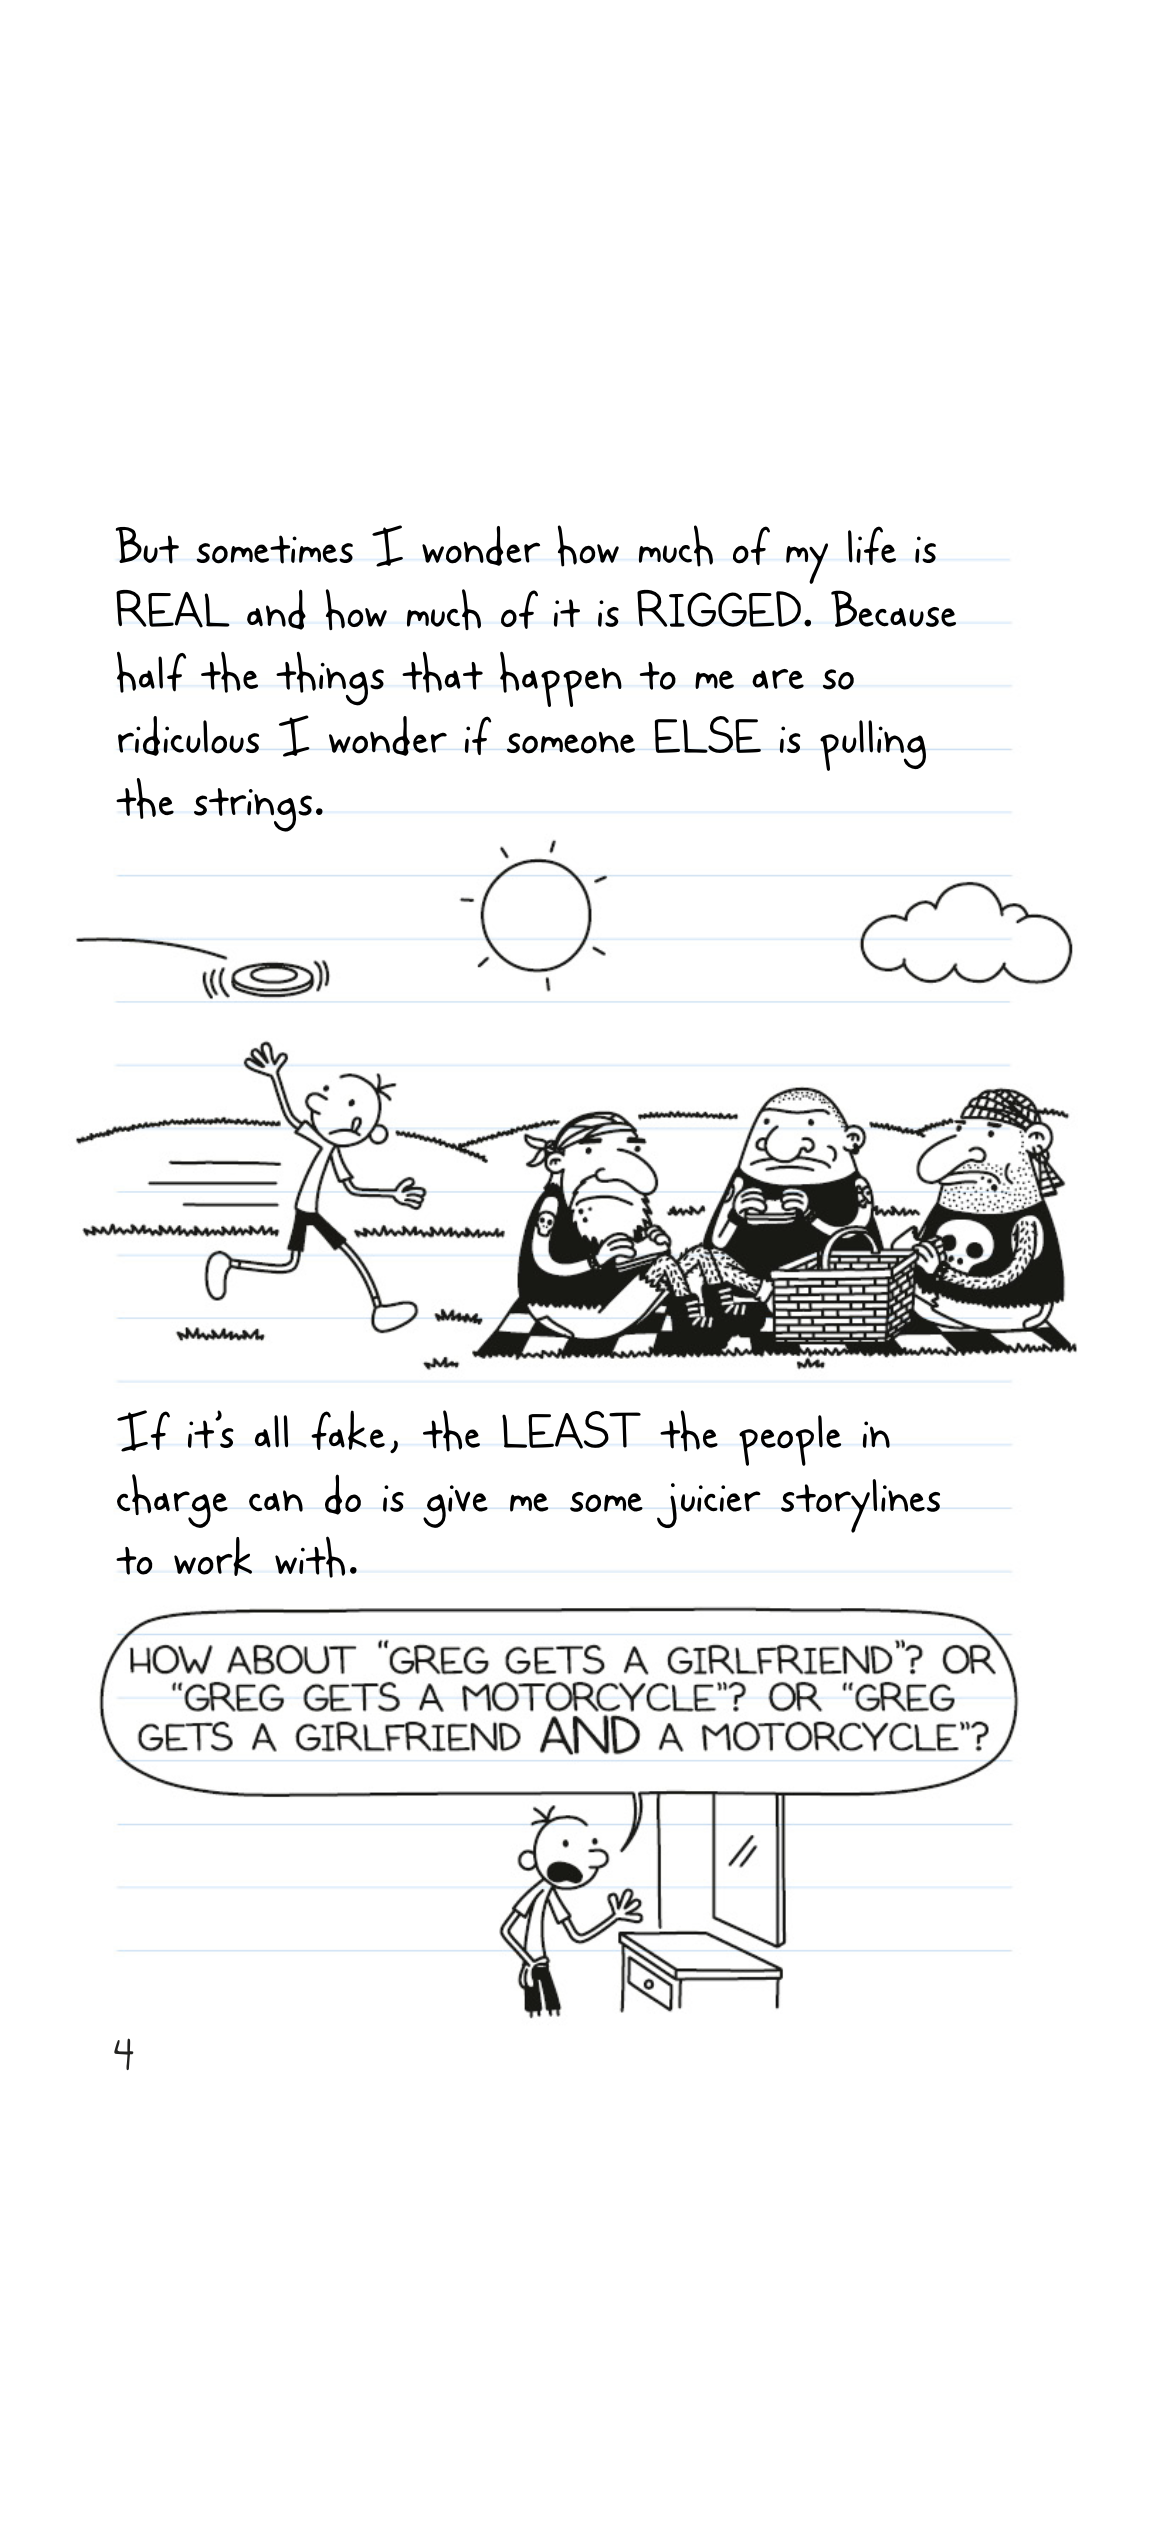 But sometimes I wonder how much of my life is
REAL and how much of it is RIGGED. Because
half the things that happen to me are so
ridiculous I wonder if someone ELSE is pulling
the strings.
If it's all fake, the LEAST the people in
charge can do is give me some juicier storylines
to work with.
HOW ABOUT “GREG GETS A GIRLFRIEND”? OR
“GREG GETS A MOTORCYCLE”? OR “GREG
GETS A GIRLFRIEND AND A MOTORCYCLE”?
4